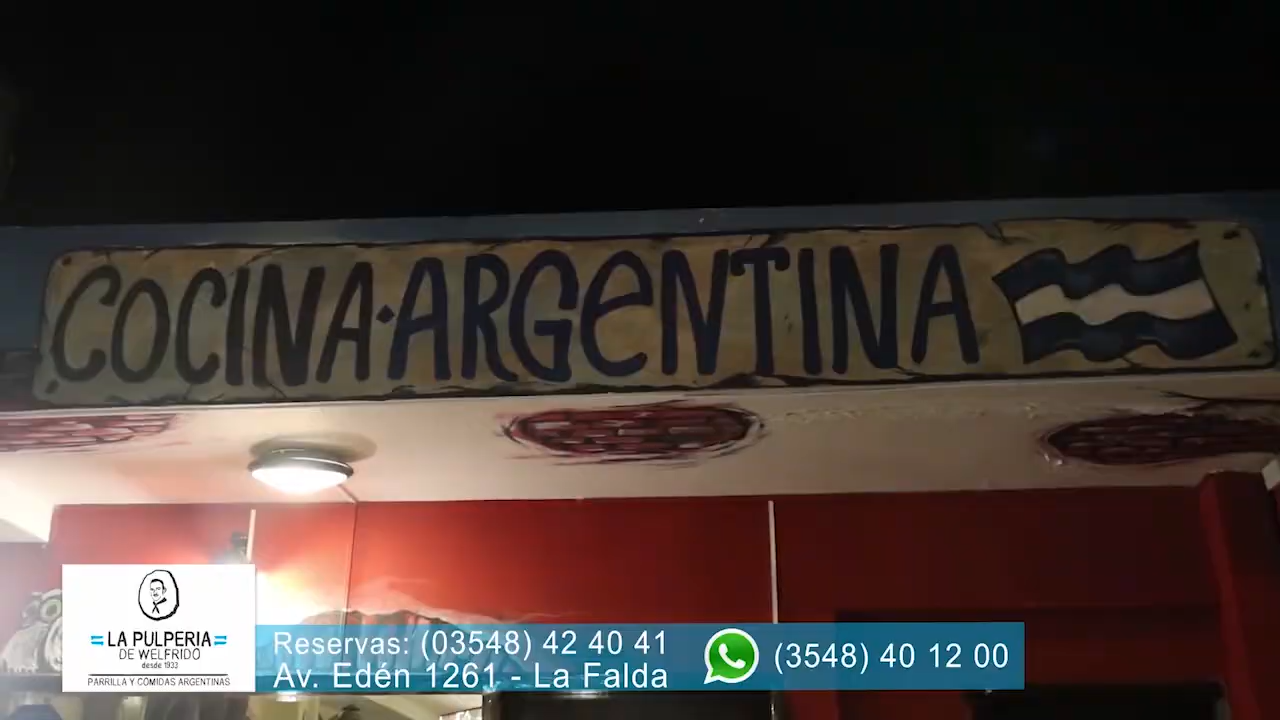 COCINA·ARGENTINA
LA PULPERIA
DE WELFRIDO
desde 1933
PARRILLA Y COMIDAS ARGENTINAS
Reservas: (03548) 42 40 41
Av. Edén 1261 - La Falda
(3548) 40 12 00